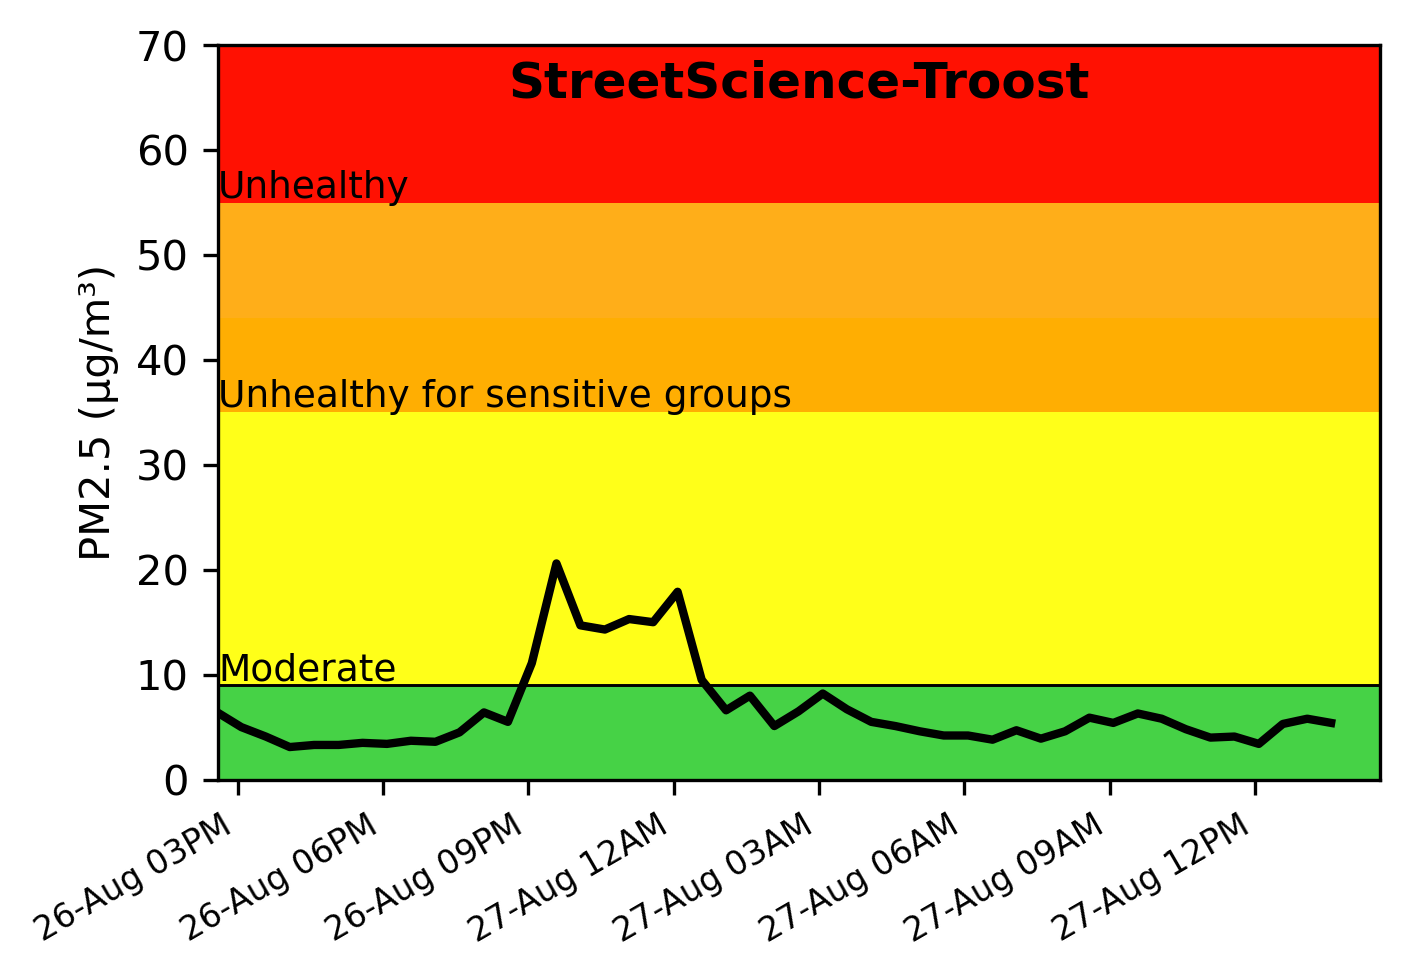 StreetScience-Troost
70
60
50
40
30
20
10
0
PM2.5 (µg/m³)
Unhealthy
Unhealthy for sensitive groups
Moderate
26-Aug 03PM
26-Aug 06PM
26-Aug 09PM
27-Aug 12AM
27-Aug 03AM
27-Aug 06AM
27-Aug 09AM
27-Aug 12PM